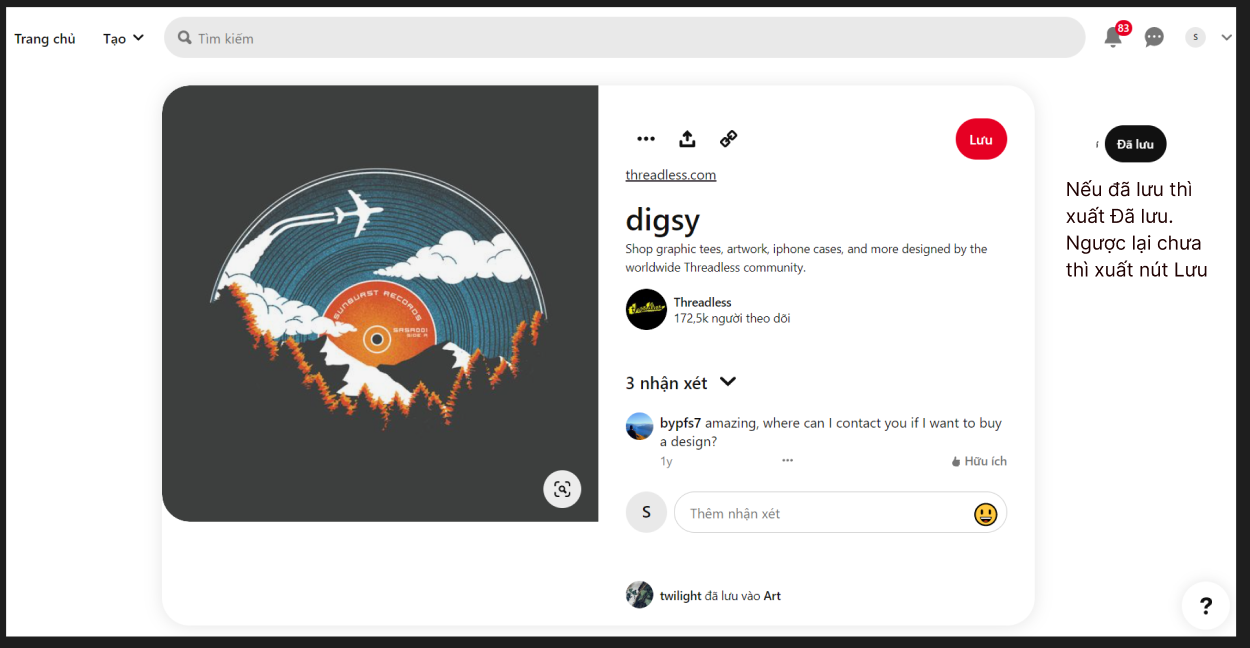 Trang chủ
Tạo
Tìm kiếm
83
S
SUNBURST RECORDS
SASA001
SIDE A
Lưu
threadless.com
digsy
Shop graphic tees, artwork, iphone cases, and more designed by the
worldwide Threadless community.
Threadless
Threadless
172,5k người theo dõi
3 nhận xét
bypfs7 amazing, where can I contact you if I want to buy
a design?
1y
Hữu ích
S
Thêm nhận xét
twilight đã lưu vào Art
Đã lưu
Nếu đã lưu thì
xuất Đã lưu.
Ngược lại chưa
thì xuất nút Lưu
?